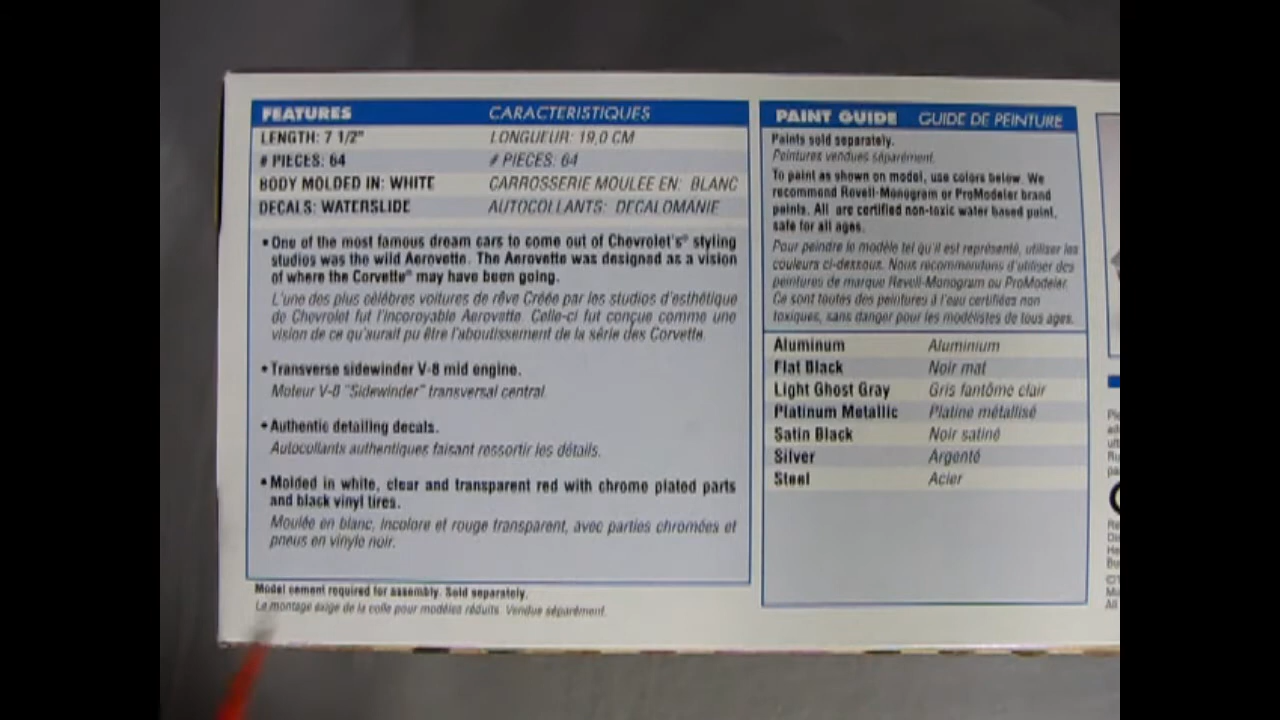 FEATURES CARACTERISTIQUES
LENGTH: 7 1/2" LONGUEUR: 19,0 CM
# PIECES: 64 # PIECES: 64
BODY MOLDED IN: WHITE CARROSSERIE MOULEE EN: BLANC
DECALS: WATERSLIDE AUTOCOLLANTS: DECALOMANIE
• One of the most famous dream cars to come out of Chevrolet's® styling
studios was the wild Aerovette. The Aerovette was designed as a vision
of where the Corvette® may have been going.
L'une des plus célèbres voitures de rêve Créée par les studios d'esthétique
de Chevrolet fut l'incroyable Aerovette. Celle-ci fut conçue comme une
vision de ce qu'aurait pu être l'aboutissement de la série des Corvette.
• Transverse sidewinder V-8 mid engine.
Moteur V-8 "Sidewinder" transversal central.
• Authentic detailing decals.
Autocollants authentiques faisant ressortir les détails.
• Molded in white, clear and transparent red with chrome plated parts
and black vinyl tires.
Moulée en blanc, incolore et rouge transparent, avec parties chromées et
pneus en vinyle noir.
Model cement required for assembly. Sold separately.
Le montage exige de la colle pour modèles réduits. Vendue séparément.
PAINT GUIDE GUIDE DE PEINTURE
Paints sold separately.
Peintures vendues séparément.
To paint as shown on model, use colors below. We
recommend Revell-Monogram or ProModeler brand
paints. All are certified non-toxic water based paint,
safe for all ages.
Pour peindre le modèle tel qu'il est représenté, utiliser les
couleurs ci-dessous. Nous recommendons d'utiliser des
peintures de marque Revell-Monogram ou ProModeler.
Ce sont toutes des peintures à l'eau certifiées non
toxiques, sans danger pour les modélistes de tous ages.
Aluminum Aluminium
Flat Black Noir mat
Light Ghost Gray Gris fantôme clair
Platinum Metallic Platine métallisé
Satin Black Noir satiné
Silver Argenté
Steel Acier